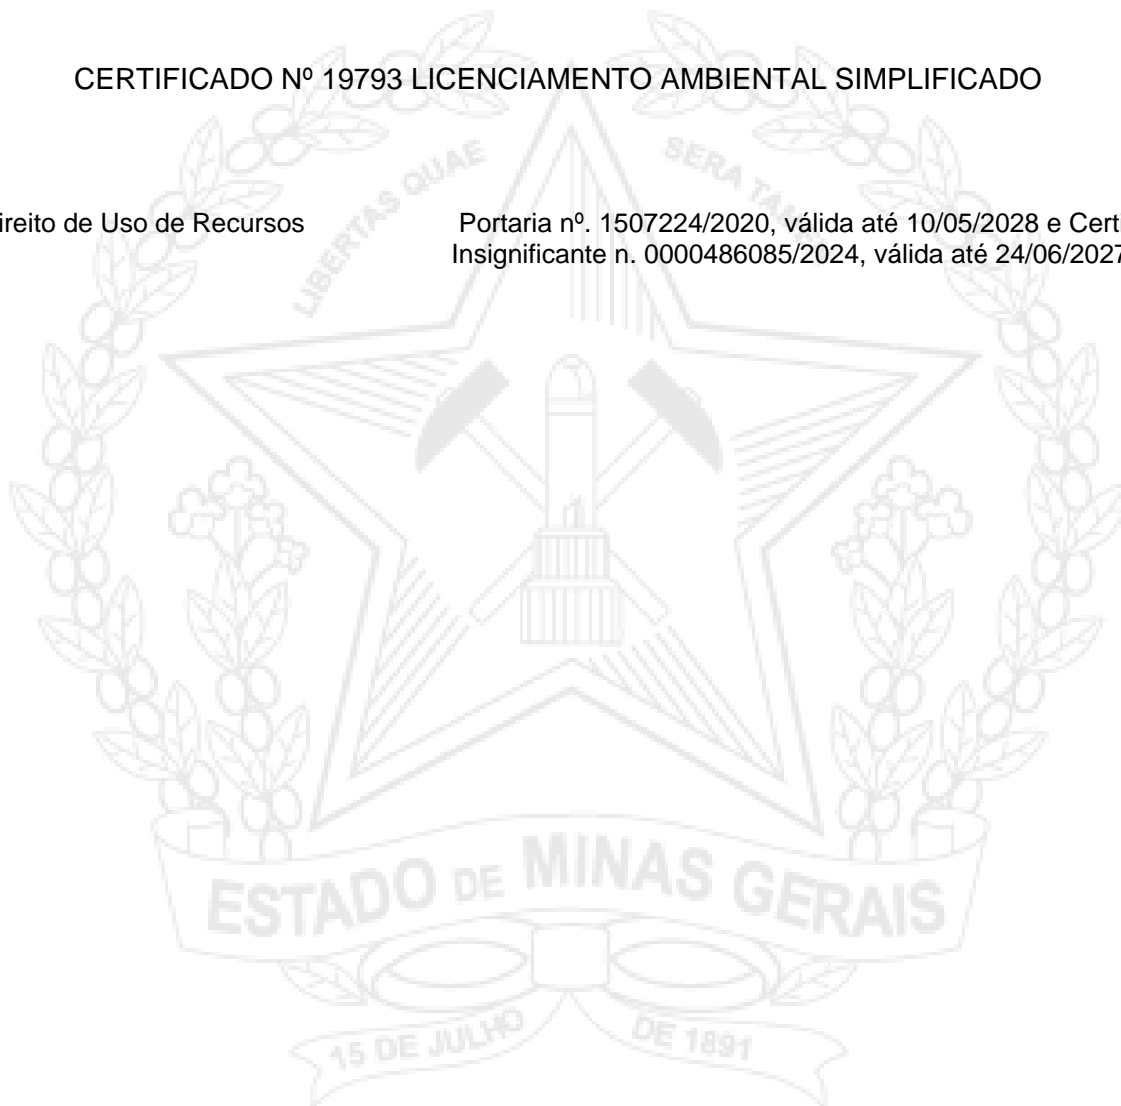 CERTIFICADO Nº 19793 LICENCIAMENTO AMBIENTAL SIMPLIFICADO
LIBERTAS QUAE SERA TAMEN
ireito de Uso de Recursos Portaria nº. 1507224/2020, válida até 10/05/2028 e Certi
Insignificante n. 0000486085/2024, válida até 24/06/2027
ESTADO DE MINAS GERAIS
15 DE JULHO DE 1891